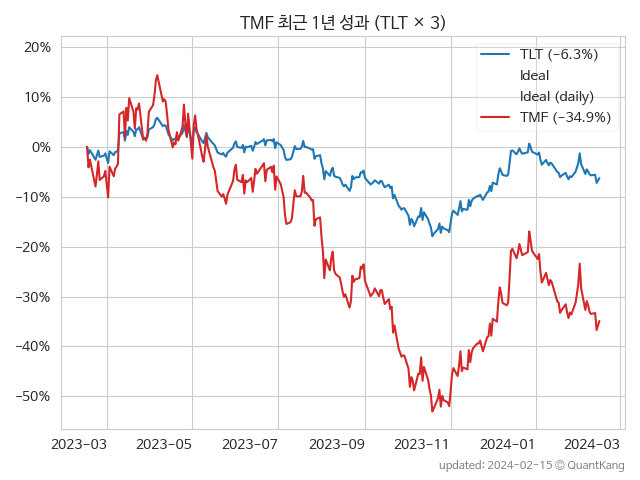 TMF 최근 1년 성과 (TLT × 3)
20%
10%
0%
−10%
−20%
−30%
−40%
−50%
TLT (−6.3%)
Ideal
Ideal (daily)
TMF (−34.9%)
2023−03
2023−05
2023−07
2023−09
2023−11
2024−01
2024−03
updated: 2024−02−15 © QuantKang